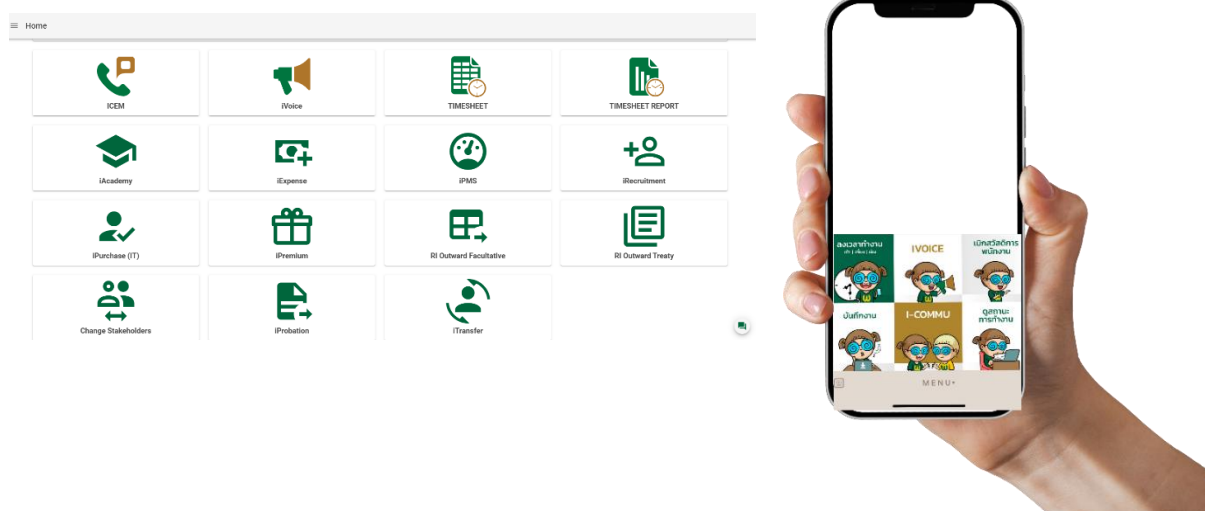 Home
ICEM
iVoice
TIMESHEET
TIMESHEET REPORT
iAcademy
iExpense
iPMS
iRecruitment
iPurchase (IT)
iPremium
RI Outward Facultative
RI Outward Treaty
Change Stakeholders
iProbation
iTransfer
ลงเวลาทำงาน
IVOICE
เบิกสวัสดิการ
พนักงาน
บันทึกงาน
I-COMMU
ดูสถานะ
การทำงาน
MENU